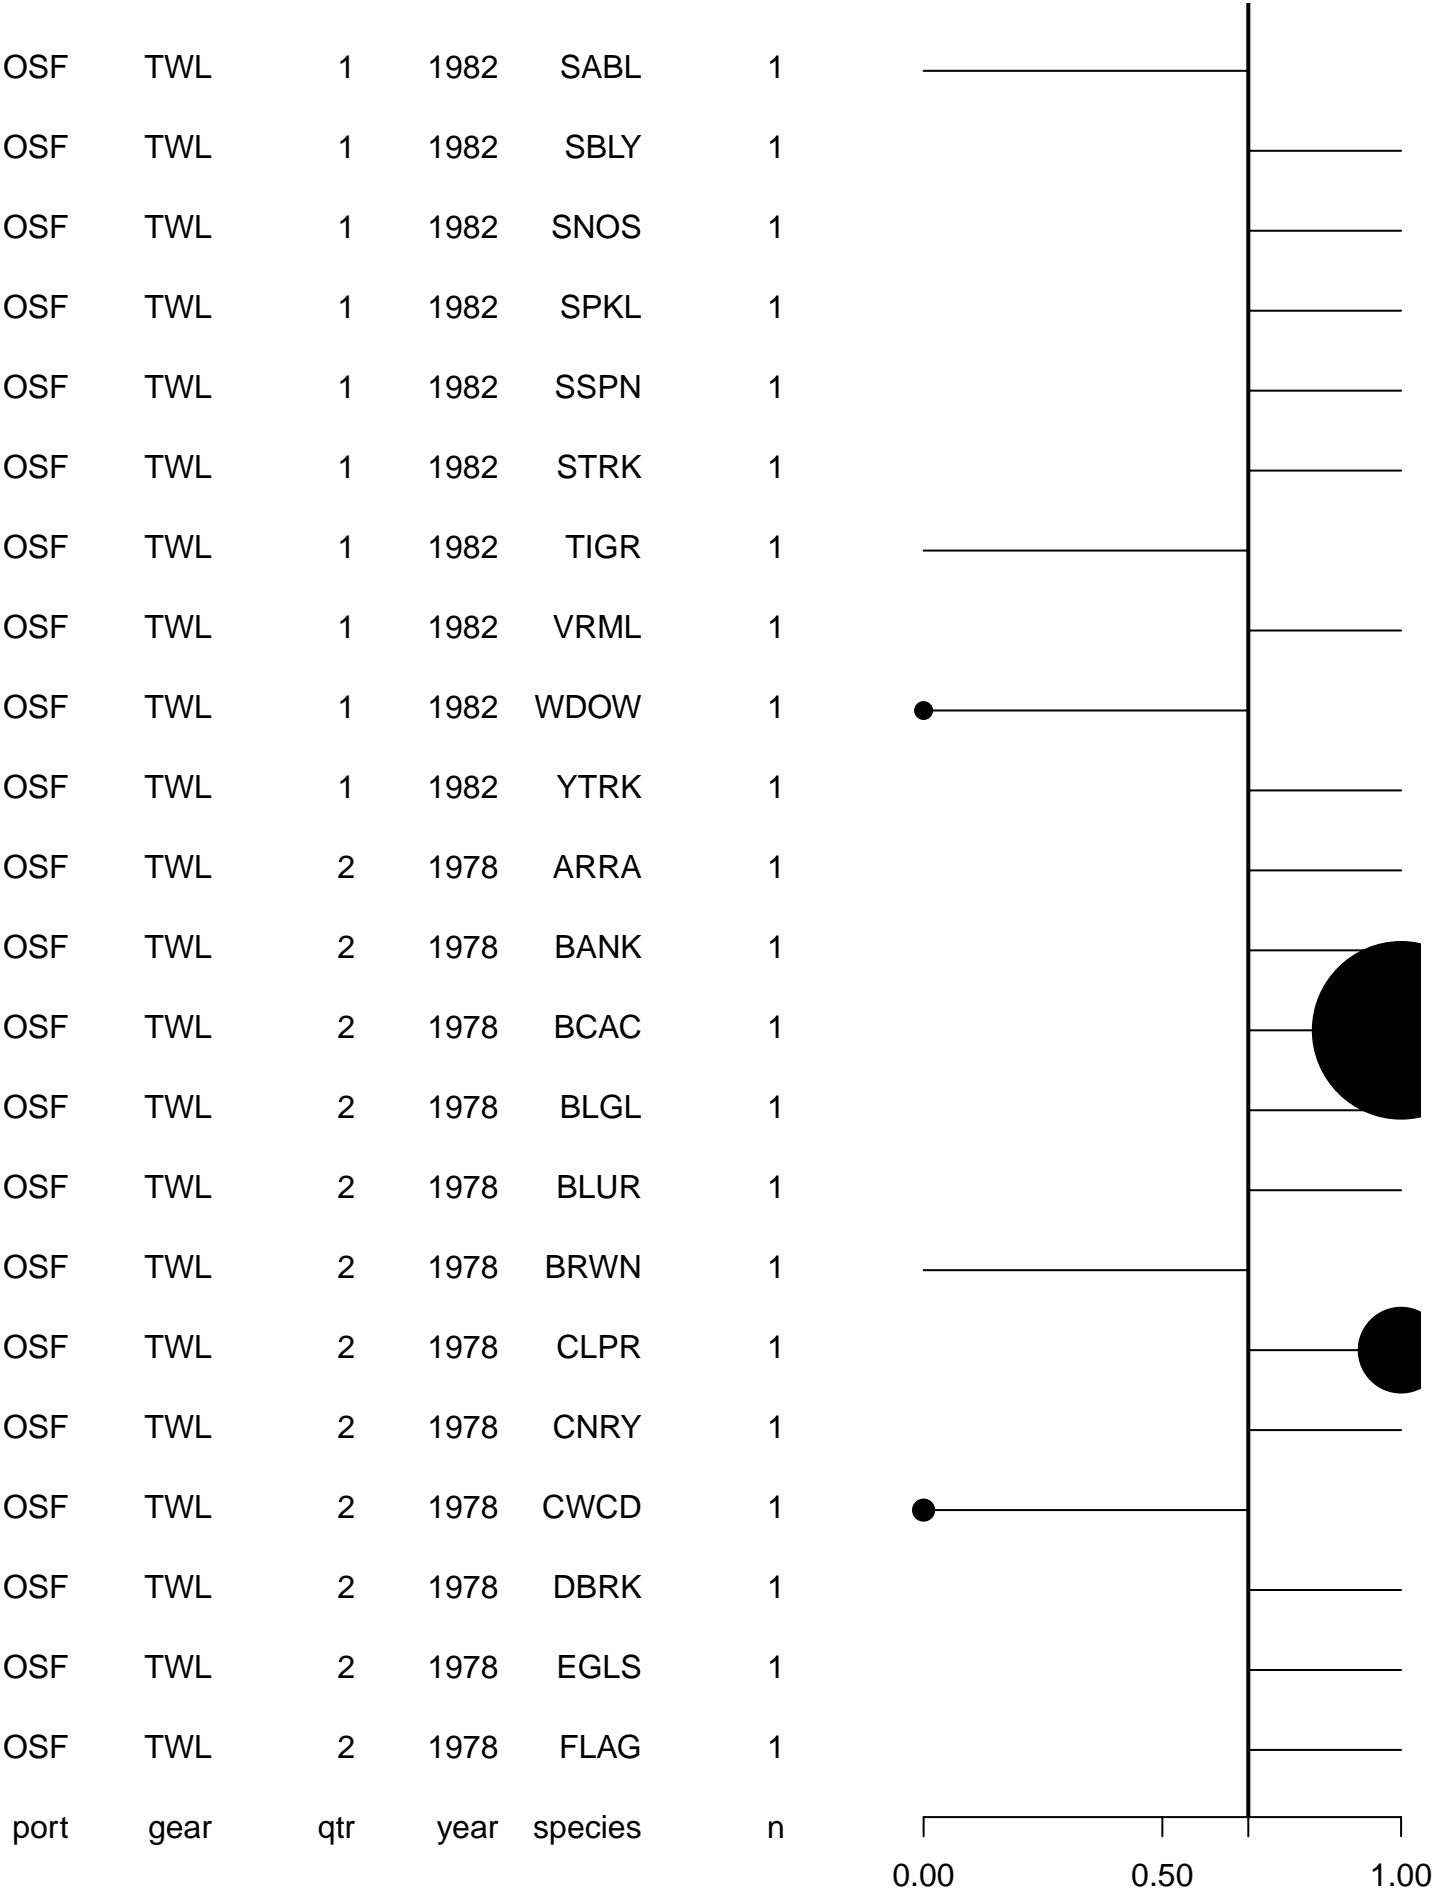 OSF TWL 1 1982 SABL 1
OSF TWL 1 1982 SBLY 1
OSF TWL 1 1982 SNOS 1
OSF TWL 1 1982 SPKL 1
OSF TWL 1 1982 SSPN 1
OSF TWL 1 1982 STRK 1
OSF TWL 1 1982 TIGR 1
OSF TWL 1 1982 VRML 1
OSF TWL 1 1982 WDOW 1
OSF TWL 1 1982 YTRK 1
OSF TWL 2 1978 ARRA 1
OSF TWL 2 1978 BANK 1
OSF TWL 2 1978 BCAC 1
OSF TWL 2 1978 BLGL 1
OSF TWL 2 1978 BLUR 1
OSF TWL 2 1978 BRWN 1
OSF TWL 2 1978 CLPR 1
OSF TWL 2 1978 CNRY 1
OSF TWL 2 1978 CWCD 1
OSF TWL 2 1978 DBRK 1
OSF TWL 2 1978 EGLS 1
OSF TWL 2 1978 FLAG 1
port gear qtr year species n
0.00 0.50 1.00